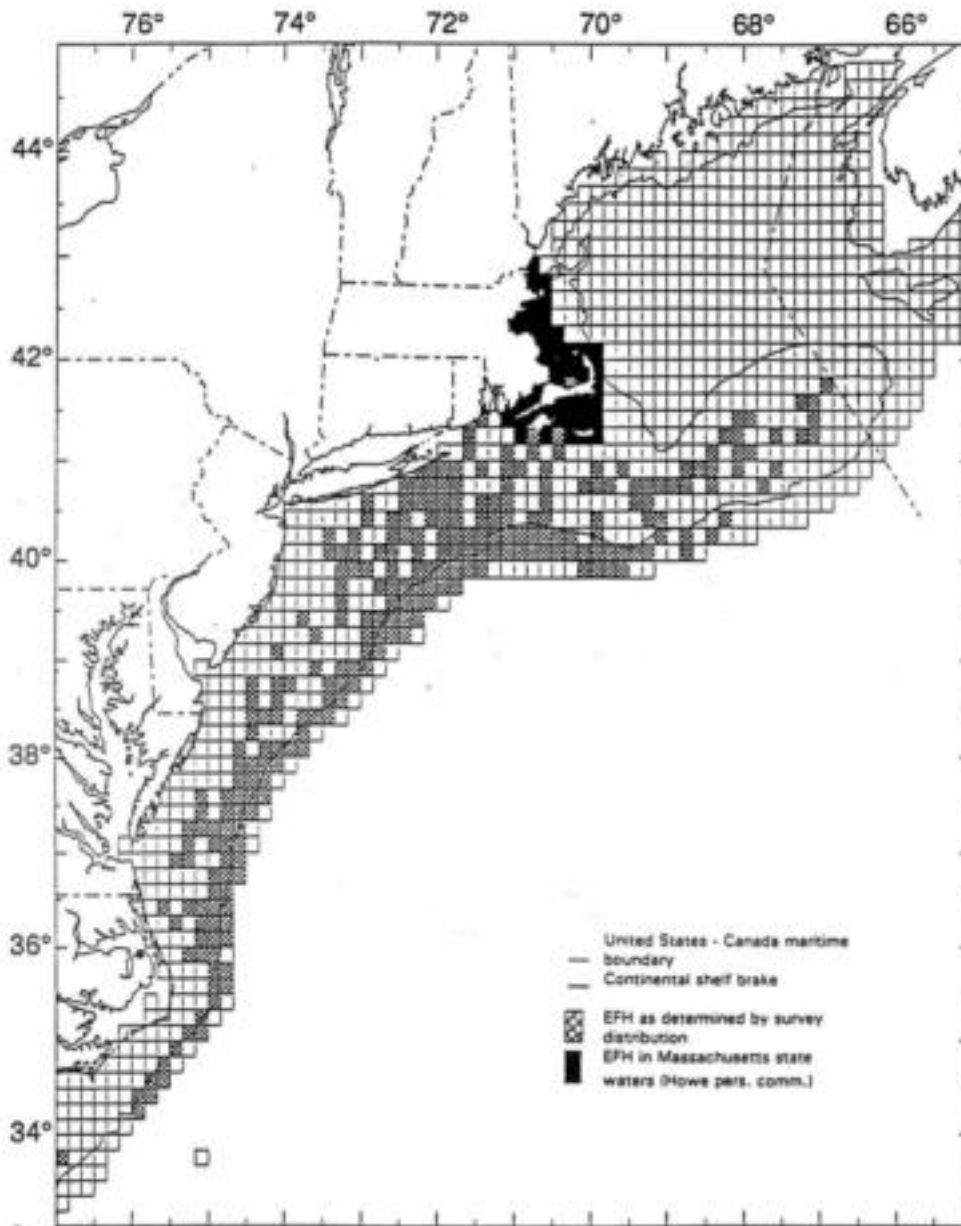 76° 74° 72° 70° 68° 66°
44°
42°
40°
38°
36°
34°
United States - Canada maritime
boundary
Continental shelf brake
EFH as determined by survey
distribution
EFH in Massachusetts state
waters (Howe pers. comm.)